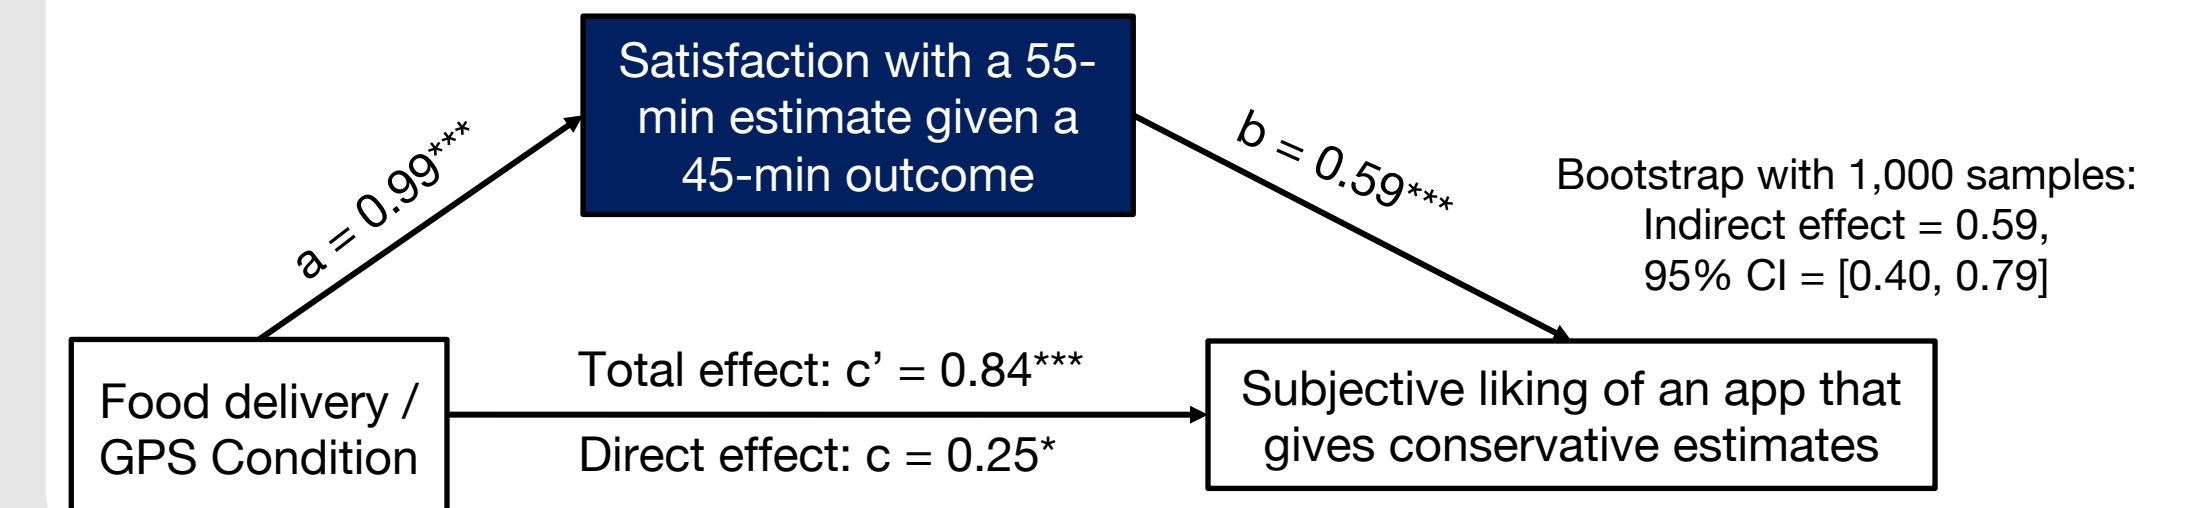 Satisfaction with a 55-
min estimate given a
45-min outcome
a = 0.99***
b = 0.59***
Bootstrap with 1,000 samples:
Indirect effect = 0.59,
95% CI = [0.40, 0.79]
Food delivery /
GPS Condition
Total effect: c’ = 0.84***
Direct effect: c = 0.25*
Subjective liking of an app that
gives conservative estimates